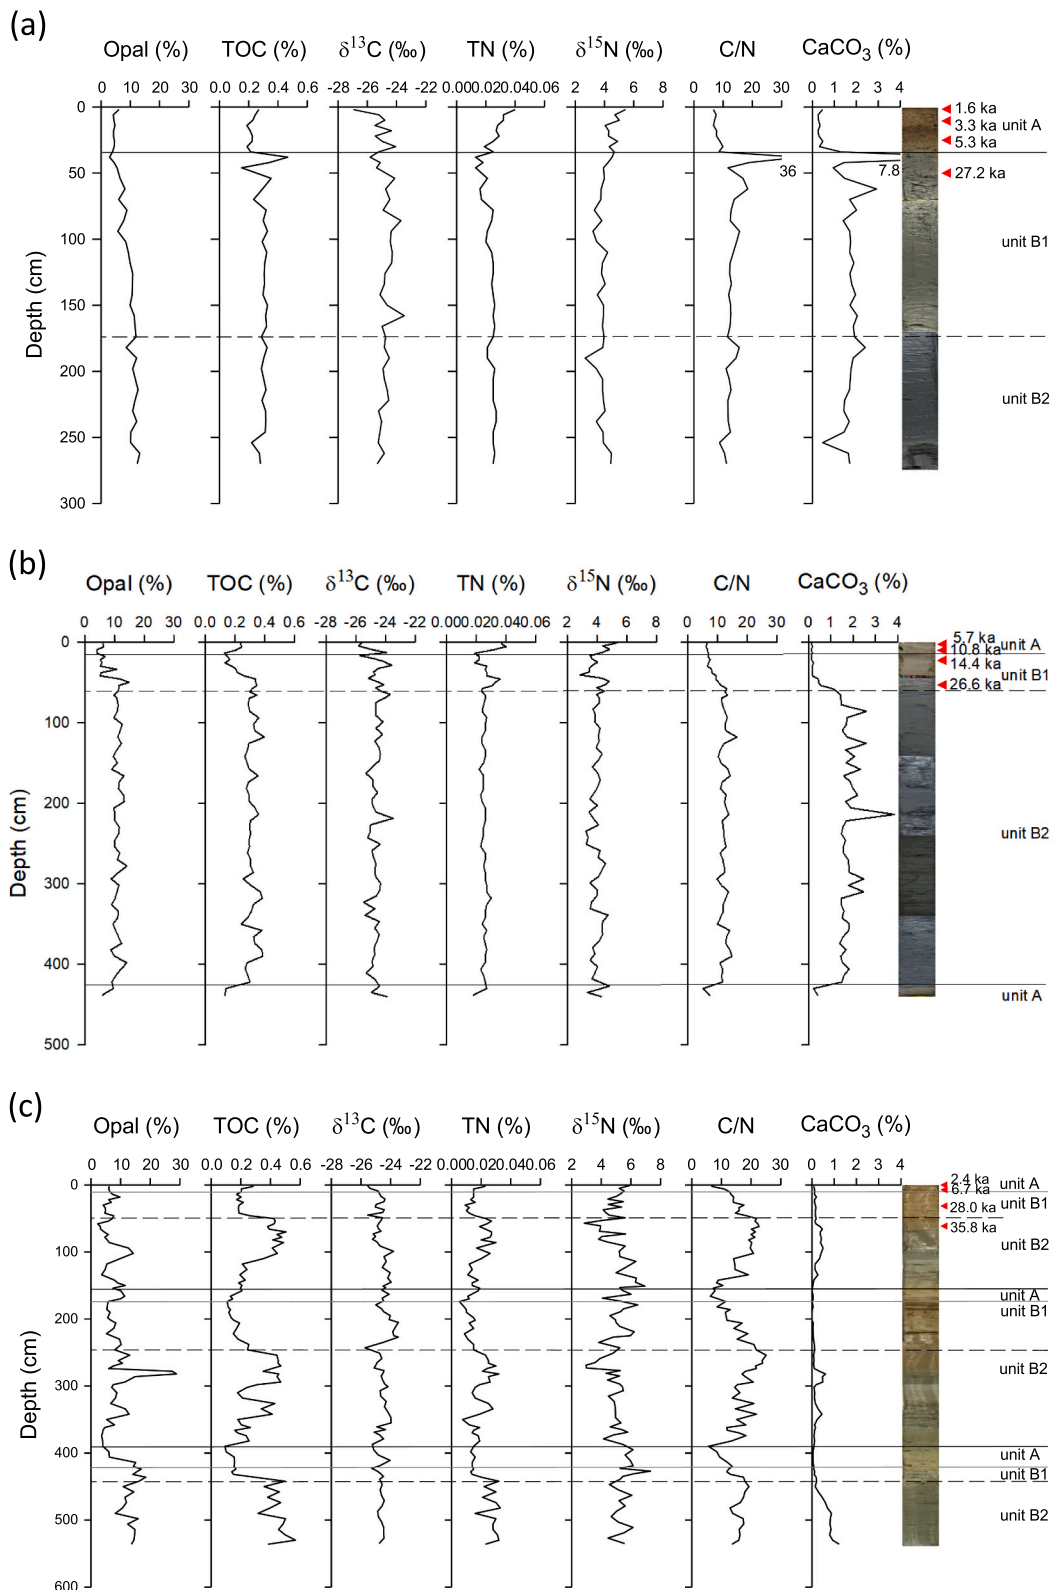 (a)
Opal (%) TOC (%) δ¹³C (‰) TN (%) δ¹⁵N (‰) C/N CaCO₃ (%)
0 10 20 30 0.0 0.2 0.4 0.6 -28 -26 -24 -22 0.00 0.02 0.04 0.06 2 4 6 8 0 10 20 30 0 1 2 3 4
0
50
100
150
200
250
300
Depth (cm)
36
7.8
1.6 ka
3.3 ka
5.3 ka
27.2 ka
unit A
unit B1
unit B2
(b)
Opal (%) TOC (%) δ¹³C (‰) TN (%) δ¹⁵N (‰) C/N CaCO₃ (%)
0 10 20 30 0.0 0.2 0.4 0.6 -28 -26 -24 -22 0.00 0.02 0.04 0.06 2 4 6 8 0 10 20 30 0 1 2 3 4
0
100
200
300
400
500
Depth (cm)
5.7 ka
10.8 ka
14.4 ka
26.6 ka
unit A
unit B1
unit B2
unit A
(c)
Opal (%) TOC (%) δ¹³C (‰) TN (%) δ¹⁵N (‰) C/N CaCO₃ (%)
0 10 20 30 0.0 0.2 0.4 0.6 -28 -26 -24 -22 0.00 0.02 0.04 0.06 2 4 6 8 0 10 20 30 0 1 2 3 4
0
100
200
300
400
500
600
Depth (cm)
2.4 ka
6.7 ka
28.0 ka
35.8 ka
unit A
unit B1
unit B2
unit A
unit B1
unit B2
unit A
unit B1
unit B2